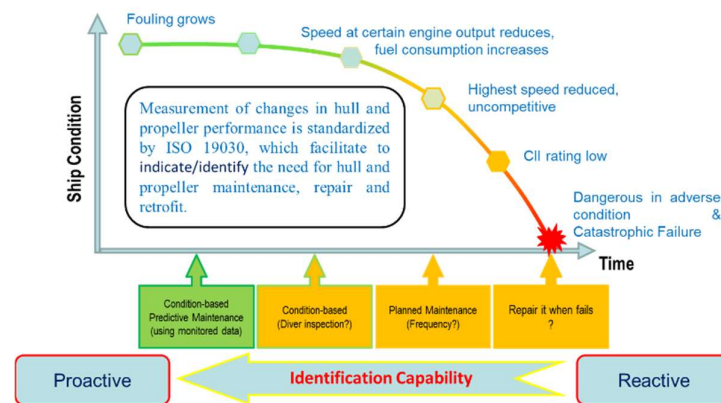 Fouling grows
Speed at certain engine output reduces,
fuel consumption increases
Highest speed reduced,
uncompetitive
CII rating low
Dangerous in adverse
condition &
Catastrophic Failure
Ship Condition
Measurement of changes in hull and
propeller performance is standardized
by ISO 19030, which facilitate to
indicate/identify the need for hull and
propeller maintenance, repair and
retrofit.
Time
Condition-based
Predictive Maintenance
(using monitored data)
Condition-based
(Diver inspection?)
Planned Maintenance
(Frequency?)
Repair it when fails
?
Proactive
Identification Capability
Reactive